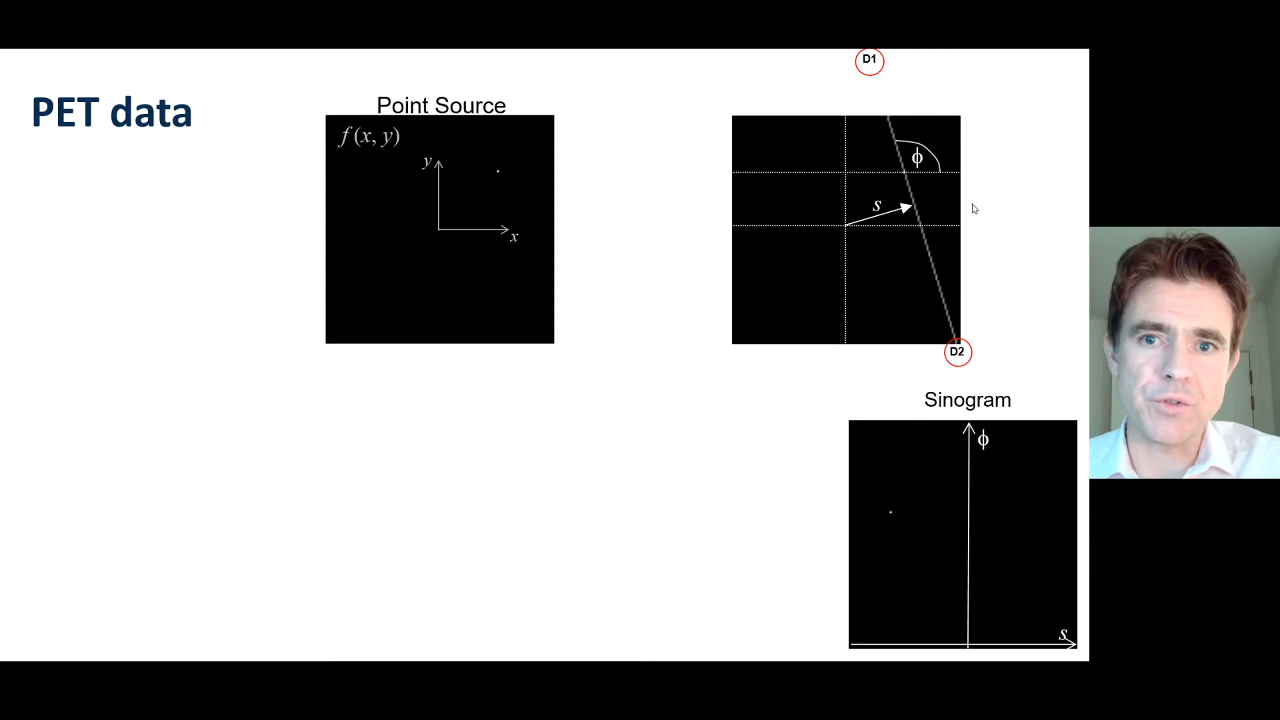 PET data
Point Source
f(x, y)
y
x
D1
ϕ
s
D2
Sinogram
ϕ
s